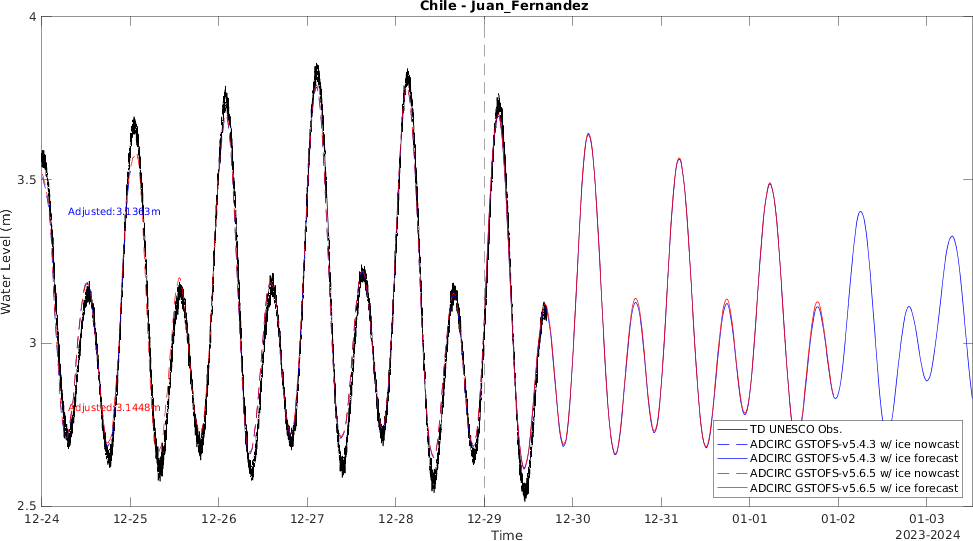 Chile - Juan_Fernandez
4
3.5
3
2.5
Water Level (m)
Adjusted:3.1363m
Adjusted:3.1448m
TD UNESCO Obs.
ADCIRC GSTOFS-v5.4.3 w/ ice nowcast
ADCIRC GSTOFS-v5.4.3 w/ ice forecast
ADCIRC GSTOFS-v5.6.5 w/ ice nowcast
ADCIRC GSTOFS-v5.6.5 w/ ice forecast
12-24 12-25 12-26 12-27 12-28 12-29 12-30 12-31 01-01 01-02 01-03
Time
2023-2024